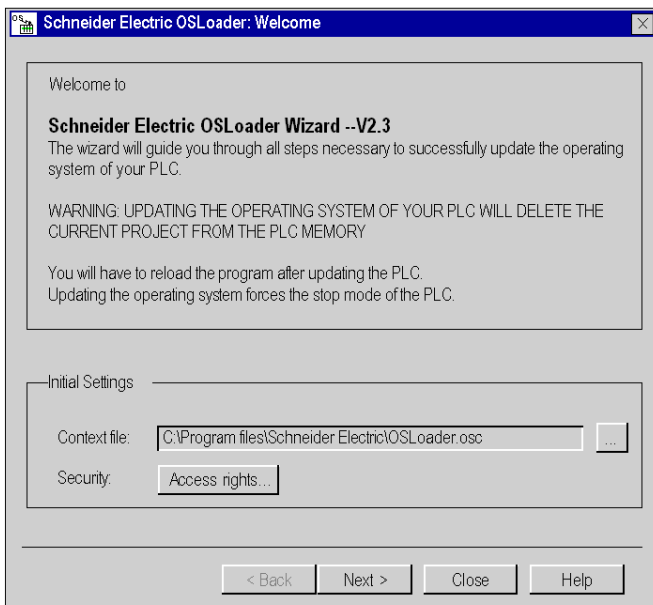 OS
Schneider Electric OSLoader: Welcome
Welcome to
Schneider Electric OSLoader Wizard --V2.3
The wizard will guide you through all steps necessary to successfully update the operating
system of your PLC.
WARNING: UPDATING THE OPERATING SYSTEM OF YOUR PLC WILL DELETE THE
CURRENT PROJECT FROM THE PLC MEMORY
You will have to reload the program after updating the PLC.
Updating the operating system forces the stop mode of the PLC.
Initial Settings
Context file: C:\Program files\Schneider Electric\OSLoader.osc ...
Security: Access rights...
< Back Next > Close Help